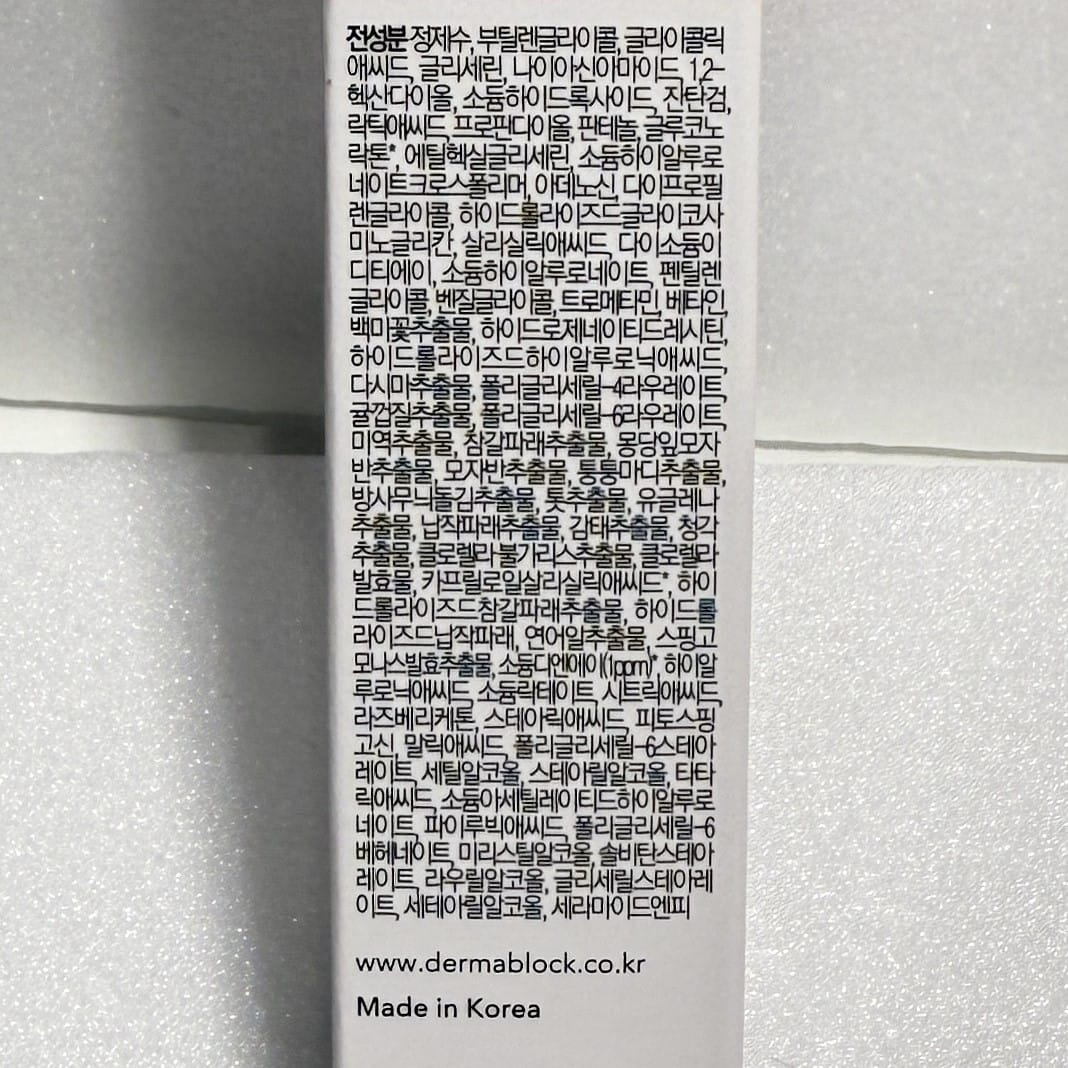 전성분 정제수, 부틸렌글라이콜, 글라이콜릭
애씨드, 글리세린, 나이아신아마이드, 1,2-
헥산다이올, 소듐하이드록사이드, 잔탄검,
락틱애씨드, 프로판다이올, 판테놀, 글루코노
락톤*, 에틸헥실글리세린, 소듐하이알루로
네이트크로스폴리머, 아데노신, 다이프로필
렌글라이콜, 하이드롤라이즈드글라이코사
미노글리칸, 살리실릭애씨드, 다이소듐이
디티에이, 소듐하이알루로네이트, 펜틸렌
글라이콜, 벤질글라이콜, 트로메타민, 베타인,
백미꽃추출물, 하이드로제네이티드레시틴,
하이드롤라이즈드하이알루로닉애씨드,
다시마추출물, 폴리글리세릴-4라우레이트,
귤껍질추출물, 폴리글리세릴-6라우레이트,
미역추출물, 참갈파래추출물, 몽당잎모자
반추출물, 모자반추출물, 퉁퉁마디추출물,
방사무늬돌김추출물, 톳추출물, 유글레나
추출물, 납작파래추출물, 감태추출물, 청각
추출물, 클로렐라불가리스추출물, 클로렐라
발효물, 카프릴로일살리실릭애씨드*, 하이
드롤라이즈드참갈파래추출물, 하이드롤
라이즈드납작파래, 연어알추출물, 스핑고
모나스발효추출물, 소듐디엔에이(1ppm)* 하이알
루로닉애씨드, 소듐락테이트, 시트릭애씨드,
라즈베리케톤, 스테아릭애씨드, 피토스핑
고신, 말릭애씨드, 폴리글리세릴-6스테아
레이트, 세틸알코올, 스테아릴알코올, 타타
릭애씨드, 소듐아세틸레이티드하이알루로
네이트, 파이루빅애씨드, 폴리글리세릴-6
베헤네이트, 미리스틸알코올, 솔비탄스테아
레이트, 라우릴알코올, 글리세릴스테아레
이트, 세테아릴알코올, 세라마이드엔피
www.dermablock.co.kr
Made in Korea